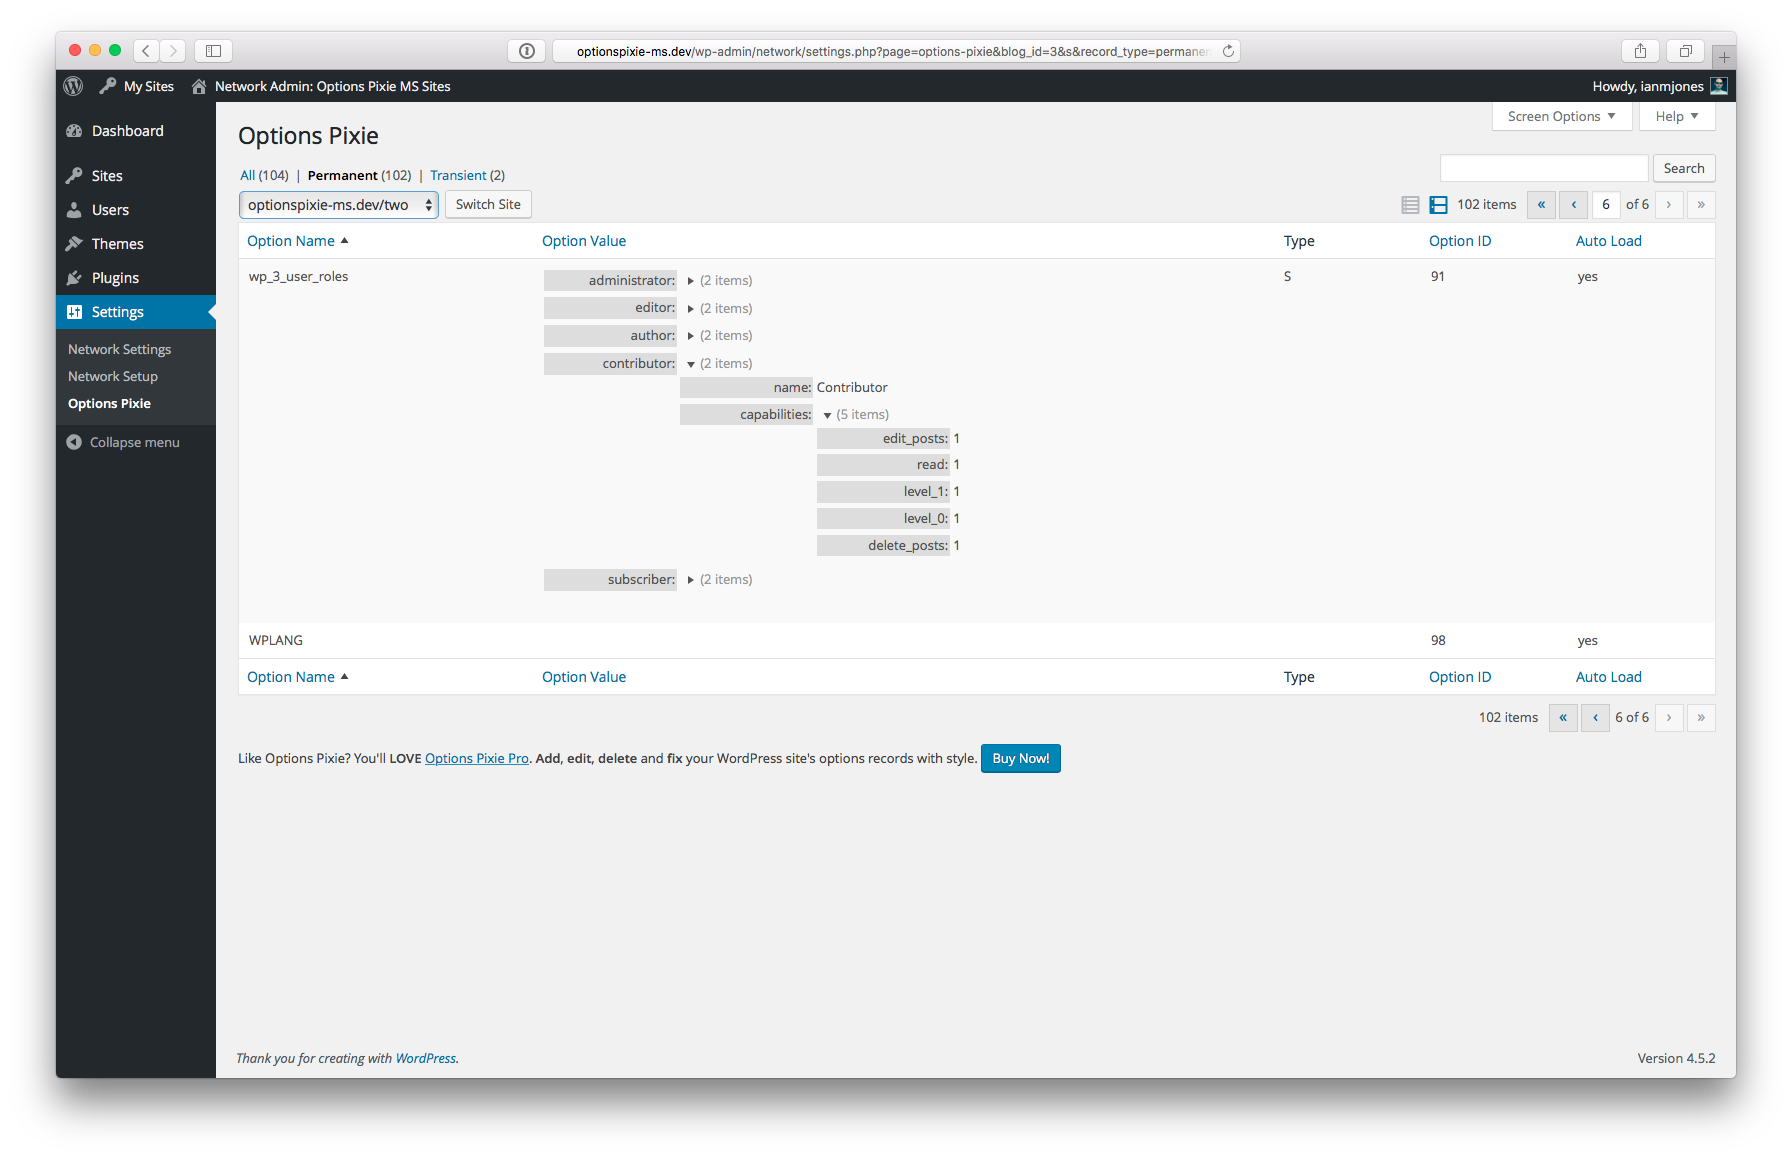 optionspixie-ms.dev/wp-admin/network/settings.php?page=options-pixie&blog_id=3&s&record_type=permanen
My Sites Network Admin: Options Pixie MS Sites Howdy, ianmjones
Screen Options Help
Dashboard
Sites
Users
Themes
Plugins
Settings
Network Settings
Network Setup
Options Pixie
Collapse menu
Options Pixie
All (104) | Permanent (102) | Transient (2)
Search
optionspixie-ms.dev/two Switch Site 102 items « ‹ 6 of 6 › »
Option Name Option Value Type Option ID Auto Load
wp_3_user_roles administrator: (2 items) S 91 yes
editor: (2 items)
author: (2 items)
contributor: (2 items)
name: Contributor
capabilities: (5 items)
edit_posts: 1
read: 1
level_1: 1
level_0: 1
delete_posts: 1
subscriber: (2 items)
WPLANG 98 yes
Option Name Option Value Type Option ID Auto Load
102 items « ‹ 6 of 6 › »
Like Options Pixie? You'll LOVE Options Pixie Pro. Add, edit, delete and fix your WordPress site's options records with style. Buy Now!
Thank you for creating with WordPress. Version 4.5.2